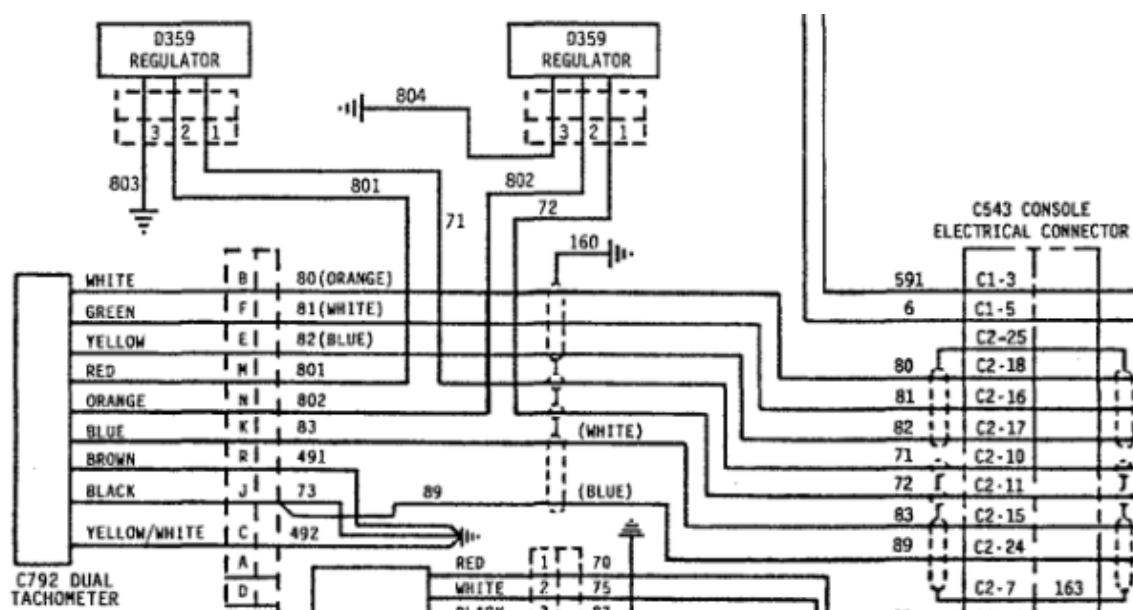 D359
REGULATOR
3 2 1
803
801
71
D359
REGULATOR
3 2 1
804
802
72
160
C543 CONSOLE
ELECTRICAL CONNECTOR
WHITE B 80(ORANGE)
GREEN F 81(WHITE)
YELLOW E 82(BLUE)
RED M 801
ORANGE N 802
BLUE K 83 (WHITE)
BROWN R 491
BLACK J 73 89 (BLUE)
YELLOW/WHITE C 492
A
D
C792 DUAL
TACHOMETER
591 C1-3
6 C1-5
C2-25
80 C2-18
81 C2-16
82 C2-17
71 C2-10
72 C2-11
83 C2-15
89 C2-24
C2-7 163
RED 1 70
WHITE 2 75